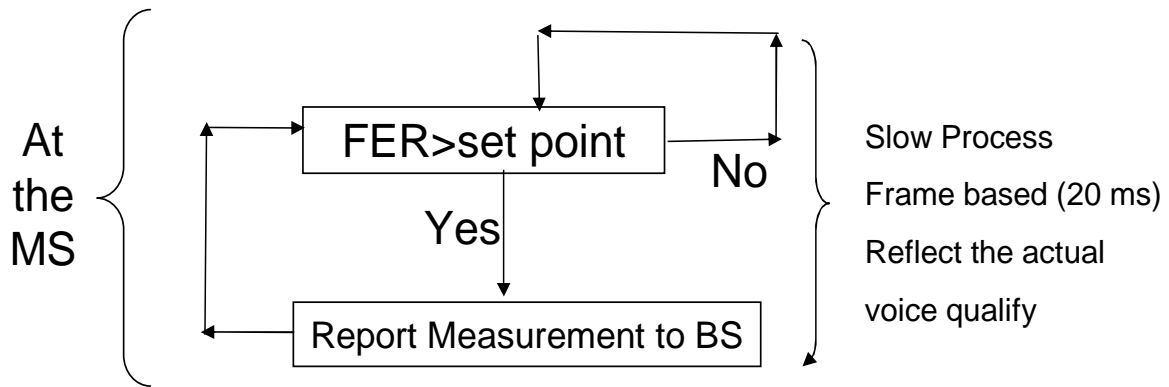 At
the
MS
FER>set point
No
Yes
Report Measurement to BS
Slow Process
Frame based (20 ms)
Reflect the actual
voice qualify